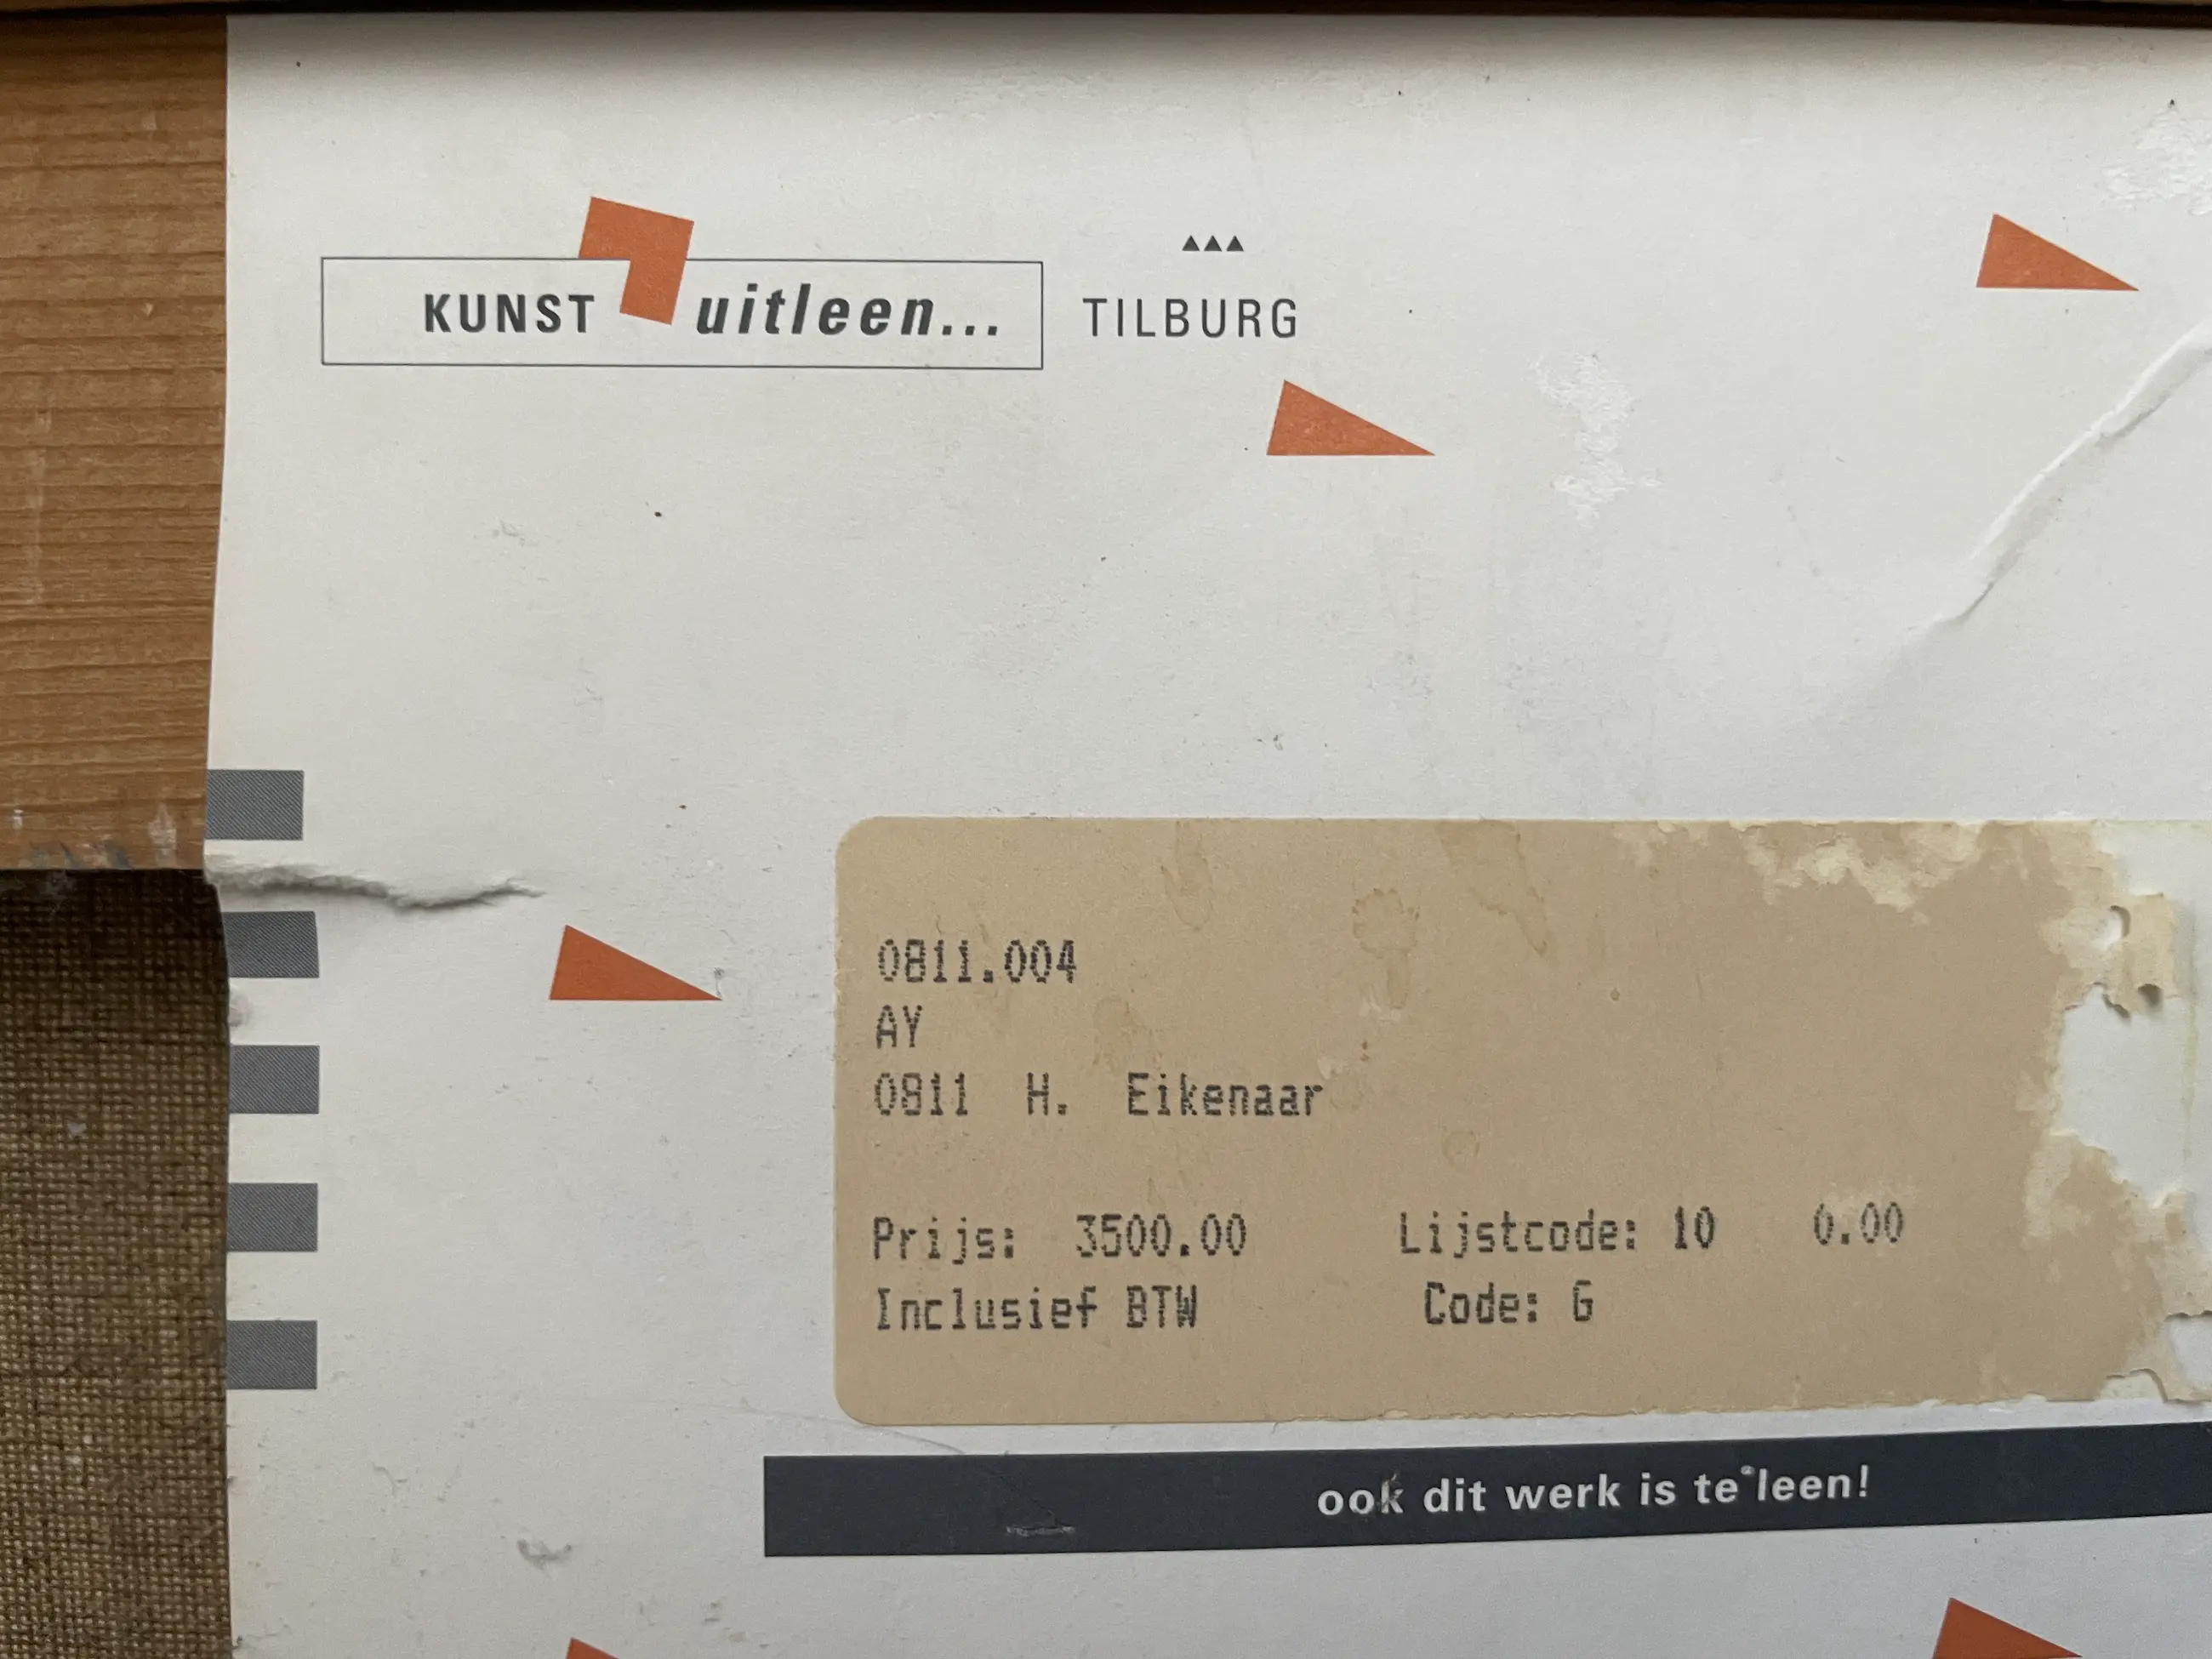 KUNST uitleen... TILBURG
0811.004
AY
0811 H. Eikenaar
Prijs: 3500.00 Lijstcode: 10 0.00
Inclusief BTW Code: G
ook dit werk is te leen!